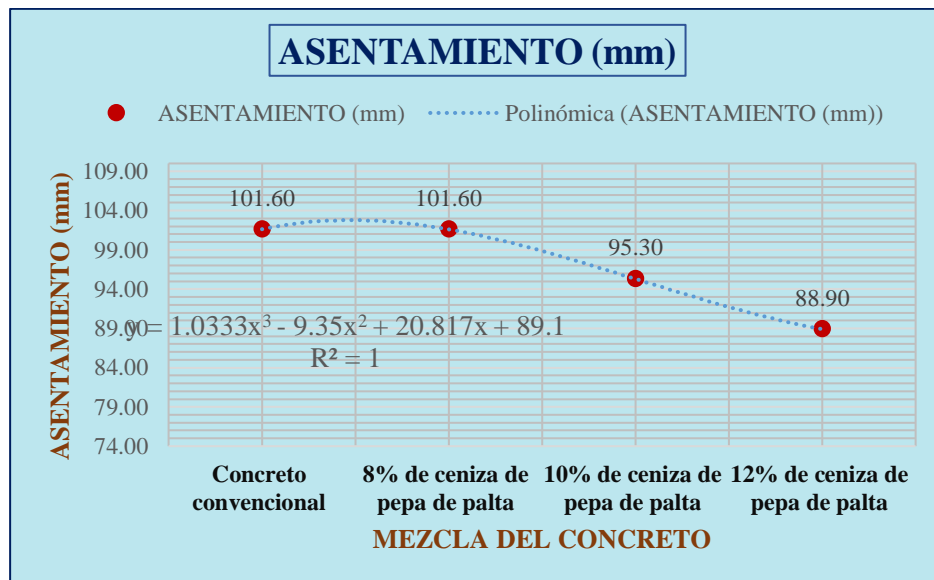 ASENTAMIENTO (mm)
ASENTAMIENTO (mm) Polinómica (ASENTAMIENTO (mm))
ASENTAMIENTO (mm)
109.00
104.00
99.00
94.00
89.00
84.00
79.00
74.00
101.60 101.60 95.30 88.90
y = 1.0333x³ - 9.35x² + 20.817x + 89.1
R² = 1
Concreto 8% de ceniza de 10% de ceniza de 12% de ceniza de
convencional pepa de palta pepa de palta pepa de palta
MEZCLA DEL CONCRETO